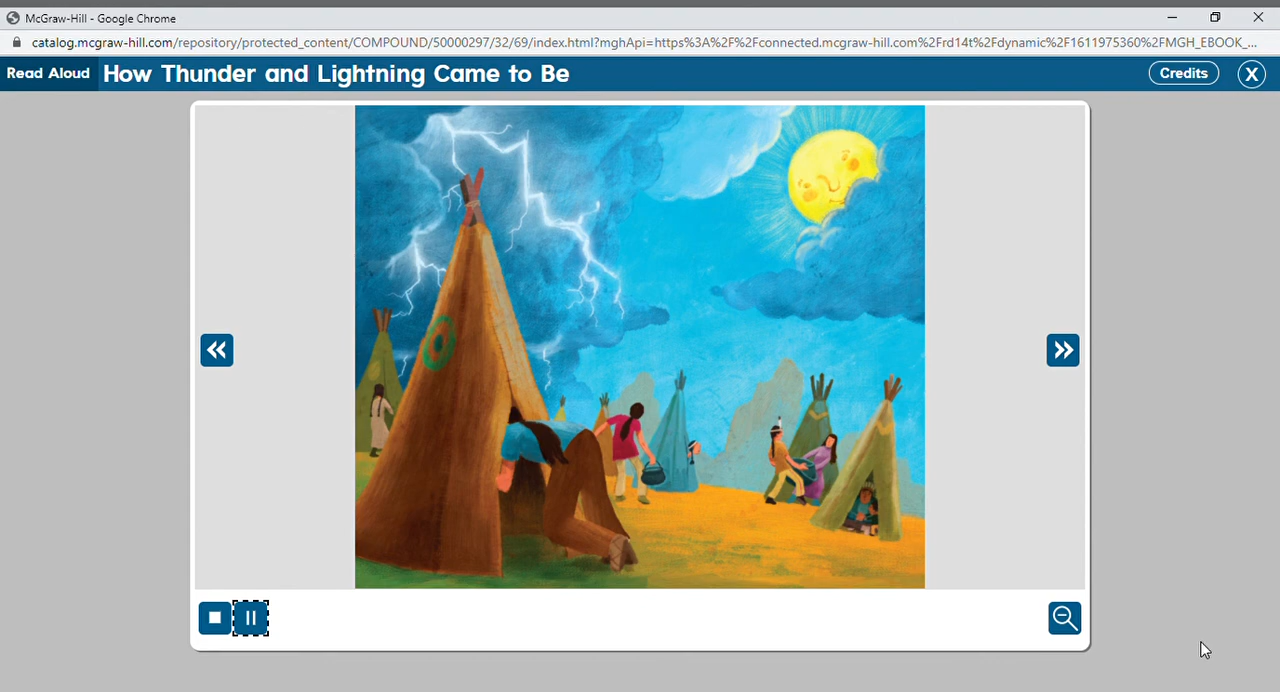 McGraw-Hill - Google Chrome
catalog.mcgraw-hill.com/repository/protected_content/COMPOUND/50000297/32/69/index.html?mghApi=https%3A%2F%2Fconnected.mcgraw-hill.com%2Frd14t%2Fdynamic%2F1611975360%2FMGH_EBOOK_...
Read Aloud How Thunder and Lightning Came to Be Credits X